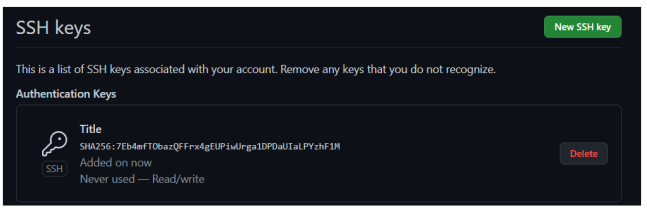 SSH keys
New SSH key
This is a list of SSH keys associated with your account. Remove any keys that you do not recognize.
Authentication Keys
Title
SHA256:7Eb4mfTObazQFFrx4gEUPiwUrga1DPDaUIaLPYzhF1M
Added on now
Never used — Read/write
SSH
Delete